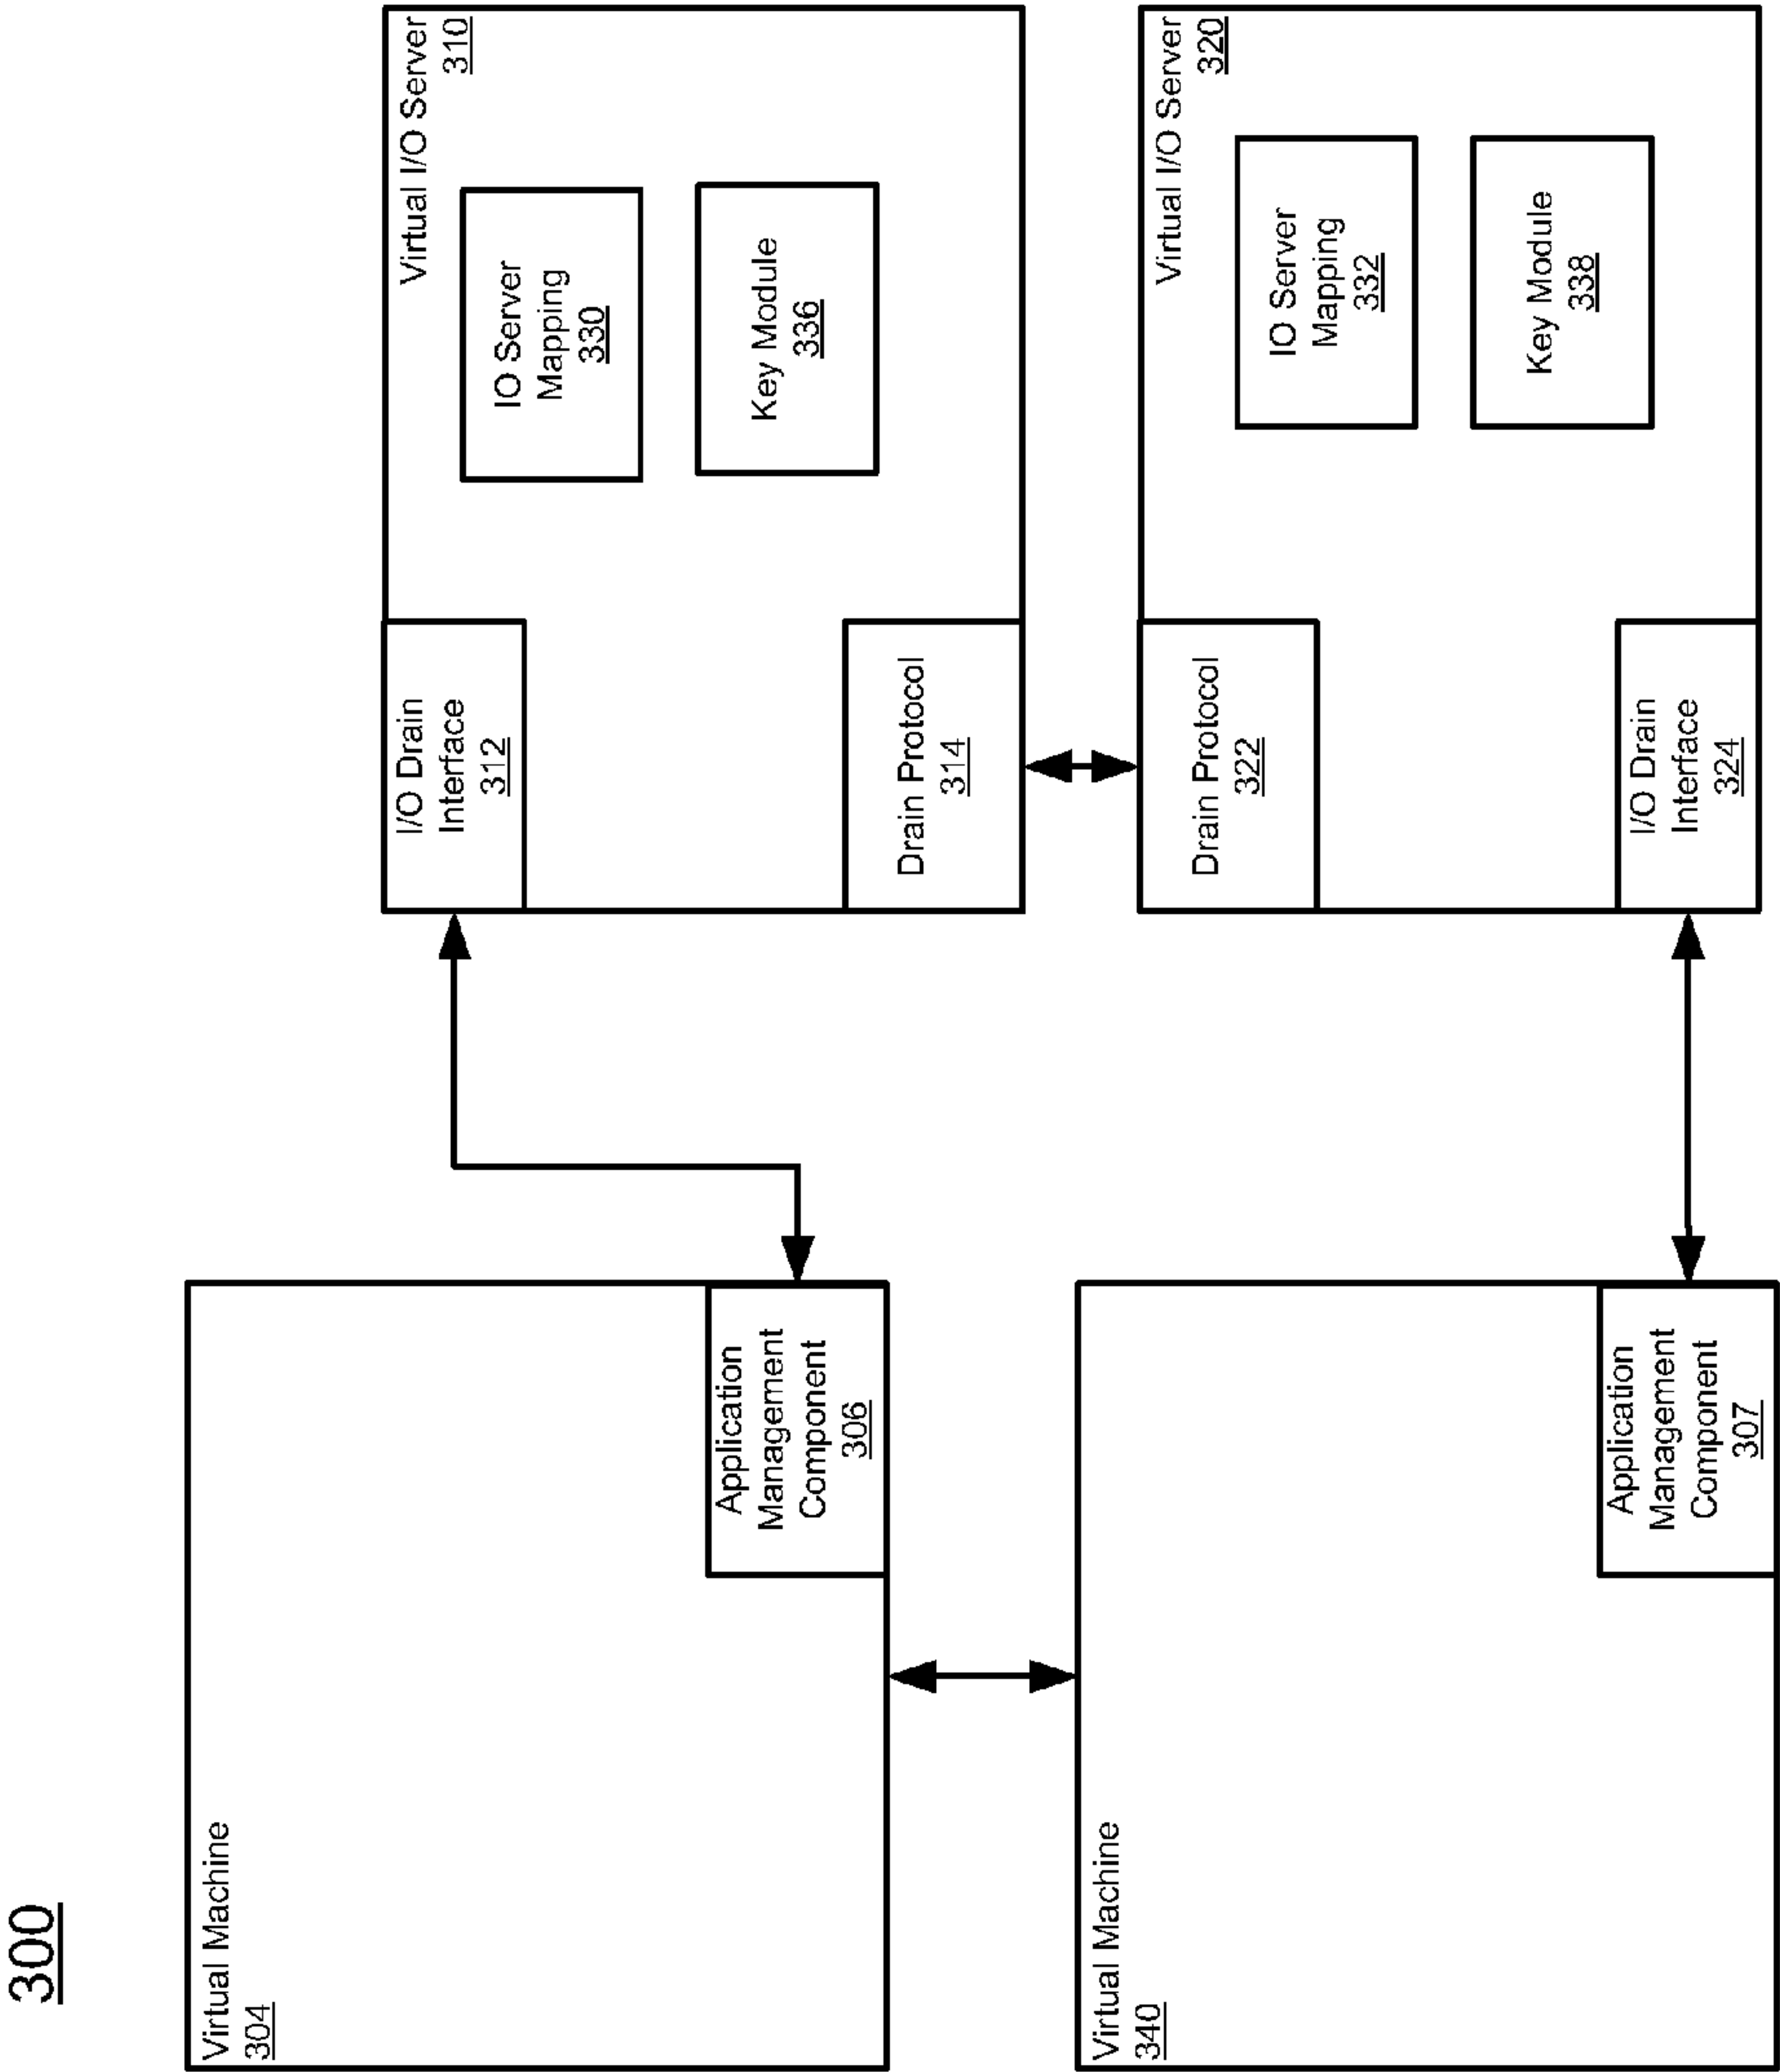 300
Virtual Machine
304
Application
Management
Component
306
Virtual I/O Server
310
I/O Drain
Interface
312
IO Server
Mapping
330
Key Module
336
Drain Protocol
314
Virtual Machine
340
Application
Management
Component
307
Virtual I/O Server
320
Drain Protocol
322
IO Server
Mapping
332
Key Module
338
I/O Drain
Interface
324